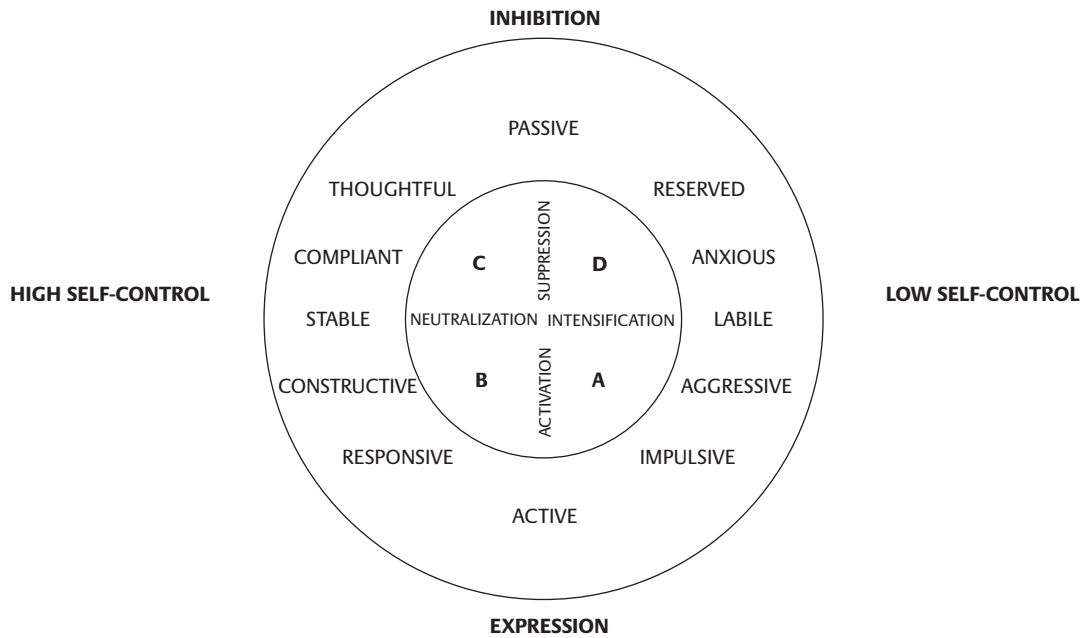 INHIBITION
PASSIVE
THOUGHTFUL
RESERVED
SUPPRESSION
COMPLIANT
C
D
ANXIOUS
HIGH SELF-CONTROL
LOW SELF-CONTROL
STABLE
NEUTRALIZATION
INTENSIFICATION
LABILE
CONSTRUCTIVE
B
ACTIVATION
A
AGGRESSIVE
RESPONSIVE
IMPULSIVE
ACTIVE
EXPRESSION